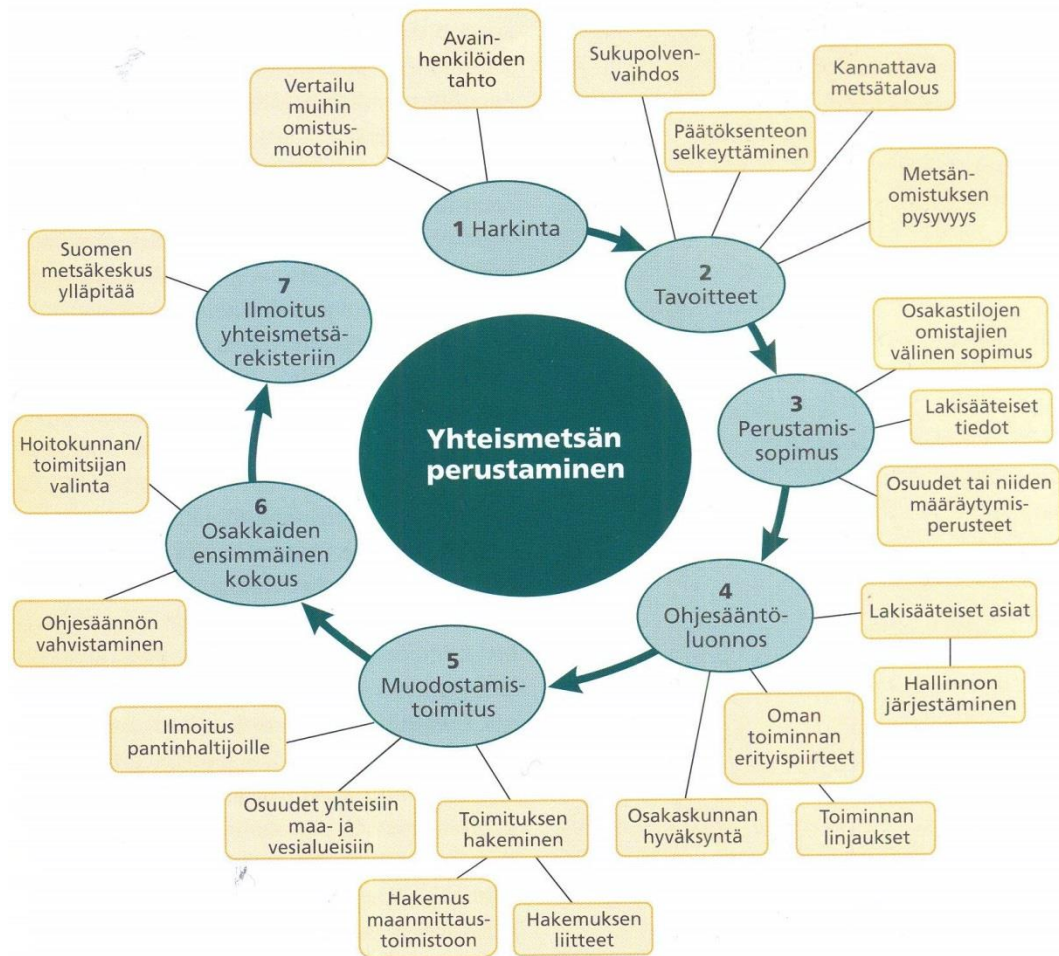 Yhteismetsän
perustaminen
1 Harkinta
Vertailu
muihin
omistus-
muotoihin
Avain-
henkilöiden
tahto
2
Tavoitteet
Sukupolven-
vaihdos
Päätöksenteon
selkeyttäminen
Kannattava
metsätalous
Metsän-
omistuksen
pysyvyys
3
Perustamis-
sopimus
Osakastilojen
omistajien
välinen sopimus
Lakisääteiset
tiedot
Osuudet tai niiden
määräytymis-
perusteet
4
Ohjesääntö-
luonnos
Lakisääteiset asiat
Hallinnon
järjestäminen
Oman
toiminnan
erityispiirteet
Toiminnan
linjaukset
Osakaskunnan
hyväksyntä
5
Muodostamis-
toimitus
Ilmoitus
pantinhaltijoille
Osuudet yhteisiin
maa- ja
vesialueisiin
Toimituksen
hakeminen
Hakemus
maanmittaus-
toimistoon
Hakemuksen
liitteet
6
Osakkaiden
ensimmäinen
kokous
Hoitokunnan/
toimitsijan
valinta
Ohjesäännön
vahvistaminen
7
Ilmoitus
yhteismetsä-
rekisteriin
Suomen
metsäkeskus
ylläpitää